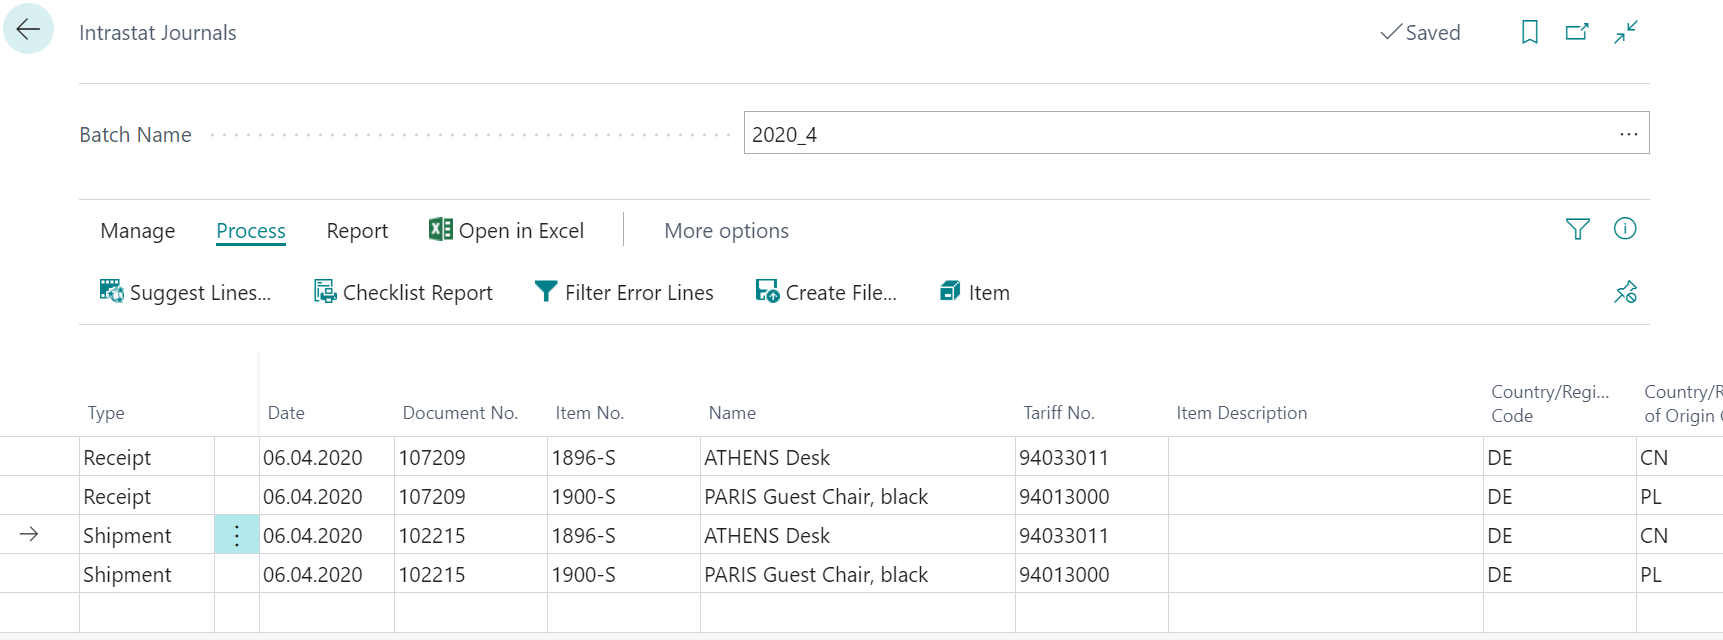 Intrastat Journals
Saved
Batch Name
2020_4
Manage Process Report Open in Excel More options
Suggest Lines... Checklist Report Filter Error Lines Create File... Item
Type Date Document No. Item No. Name Tariff No. Item Description Country/Regi... Code Country/R of Origin
Receipt 06.04.2020 107209 1896-S ATHENS Desk 94033011 DE CN
Receipt 06.04.2020 107209 1900-S PARIS Guest Chair, black 94013000 DE PL
Shipment 06.04.2020 102215 1896-S ATHENS Desk 94033011 DE CN
Shipment 06.04.2020 102215 1900-S PARIS Guest Chair, black 94013000 DE PL